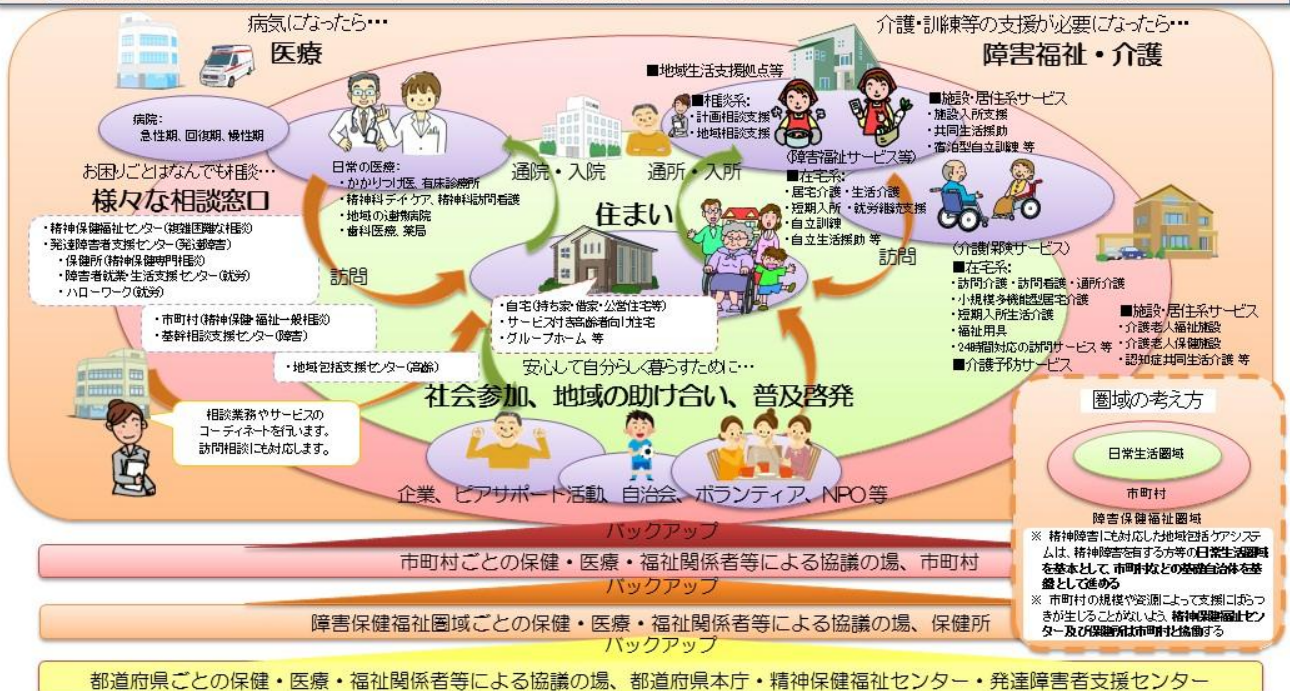 病気になったら…
医療
介護・訓練等の支援が必要になったら…
障害福祉・介護
病院：
急性期、回復期、慢性期
日常の医療：
・かかりつけ医、有床診療所
・精神科デイケア、精神科訪問看護
・地域の連携病院
・歯科医療、薬局
通院・入院
通所・入所
■地域生活支援拠点等
■相談系：
・計画相談支援
・地域相談支援
(障害福祉サービス等)
■在宅系：
・居宅介護・生活介護
・短期入所・就労継続支援
・自立訓練
・自立生活援助 等
■施設・居住系サービス
・施設入所支援
・共同生活援助
・宿泊型自立訓練 等
(介護保険サービス)
■在宅系：
・訪問介護・訪問看護・通所介護
・小規模多機能型居宅介護
・短期入所生活介護
・福祉用具
・24時間対応の訪問サービス 等
■介護予防サービス
■施設・居住系サービス
・介護老人福祉施設
・介護老人保健施設
・認知症共同生活介護 等
お困りごとはなんでも相談…
様々な相談窓口
・精神保健福祉センター(複雑困難な相談)
・発達障害者支援センター(発達障害)
・保健所(精神保健専門相談)
・障害者就業・生活支援センター(就労)
・ハローワーク(就労)
・市町村(精神保健・福祉一般相談)
・基幹相談支援センター(障害)
・地域包括支援センター(高齢)
訪問
訪問
住まい
・自宅(持ち家・借家・公営住宅等)
・サービス付き高齢者向け住宅
・グループホーム 等
相談業務やサービスの
コーディネートを行います。
訪問相談にも対応します。
安心して自分らしく暮らすために…
社会参加、地域の助け合い、普及啓発
企業、ピアサポート活動、自治会、ボランティア、NPO等
圏域の考え方
日常生活圏域
市町村
障害保健福祉圏域
※ 精神障害にも対応した地域包括ケアシステ
ムは、精神障害を有する方等の日常生活圏域
を基本として、市町村などの基礎自治体を基
盤として進める
※ 市町村の規模や資源によって支援にばらつ
きが生じることがないよう、精神保健福祉セン
ター及び保健所は市町村と協働する
バックアップ
市町村ごとの保健・医療・福祉関係者等による協議の場、市町村
バックアップ
障害保健福祉圏域ごとの保健・医療・福祉関係者等による協議の場、保健所
バックアップ
都道府県ごとの保健・医療・福祉関係者等による協議の場、都道府県本庁・精神保健福祉センター・発達障害者支援センター